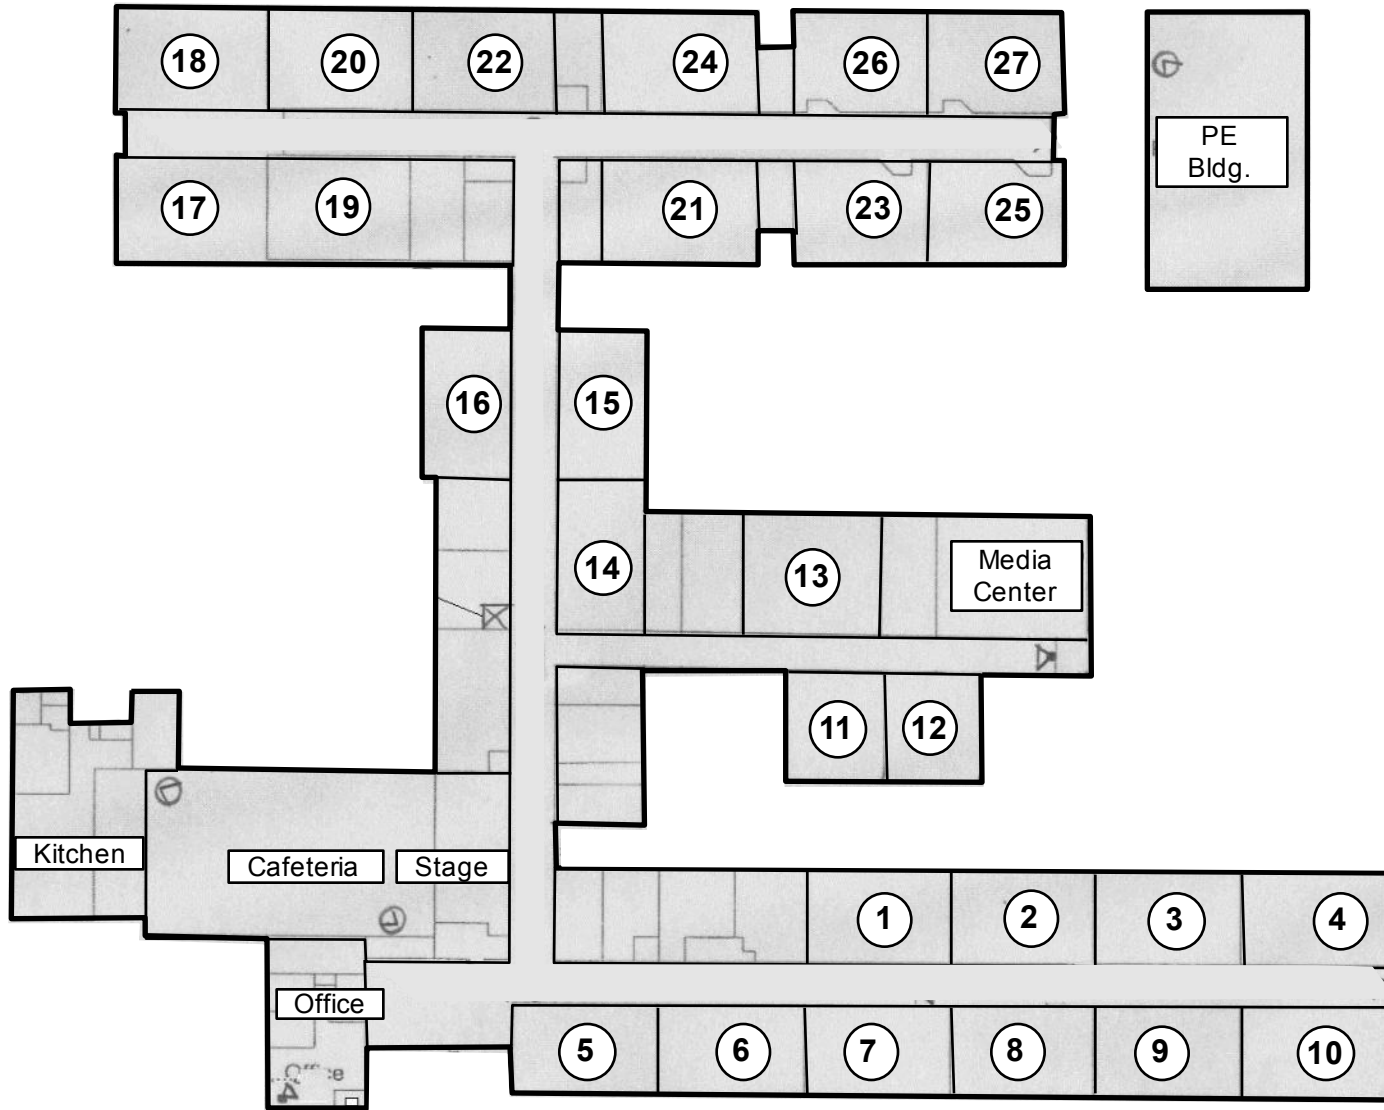 18 20 22 24 26 27
PE
Bldg.
17 19 21 23 25
16 15
14 13 Media
Center
11 12
Kitchen Cafeteria Stage
1 2 3 4
Office
5 6 7 8 9 10